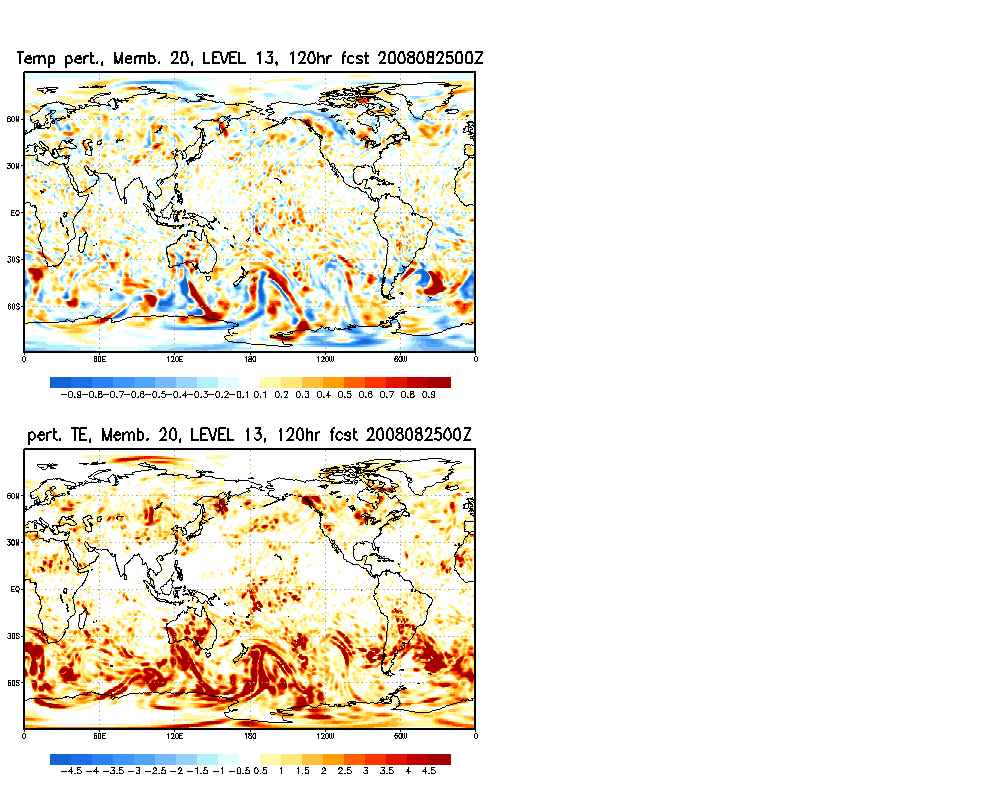 Temp pert., Memb. 20, LEVEL 13, 120hr fcst 2008082500Z
60N
30N
EQ
30S
60S
0 60E 120E 180 120W 60W 0
-0.9-0.8-0.7-0.6-0.5-0.4-0.3-0.2-0.1 0.1 0.2 0.3 0.4 0.5 0.6 0.7 0.8 0.9
pert. TE, Memb. 20, LEVEL 13, 120hr fcst 2008082500Z
60N
30N
EQ
30S
60S
0 60E 120E 180 120W 60W 0
-4.5 -4 -3.5 -3 -2.5 -2 -1.5 -1 -0.5 0.5 1 1.5 2 2.5 3 3.5 4 4.5